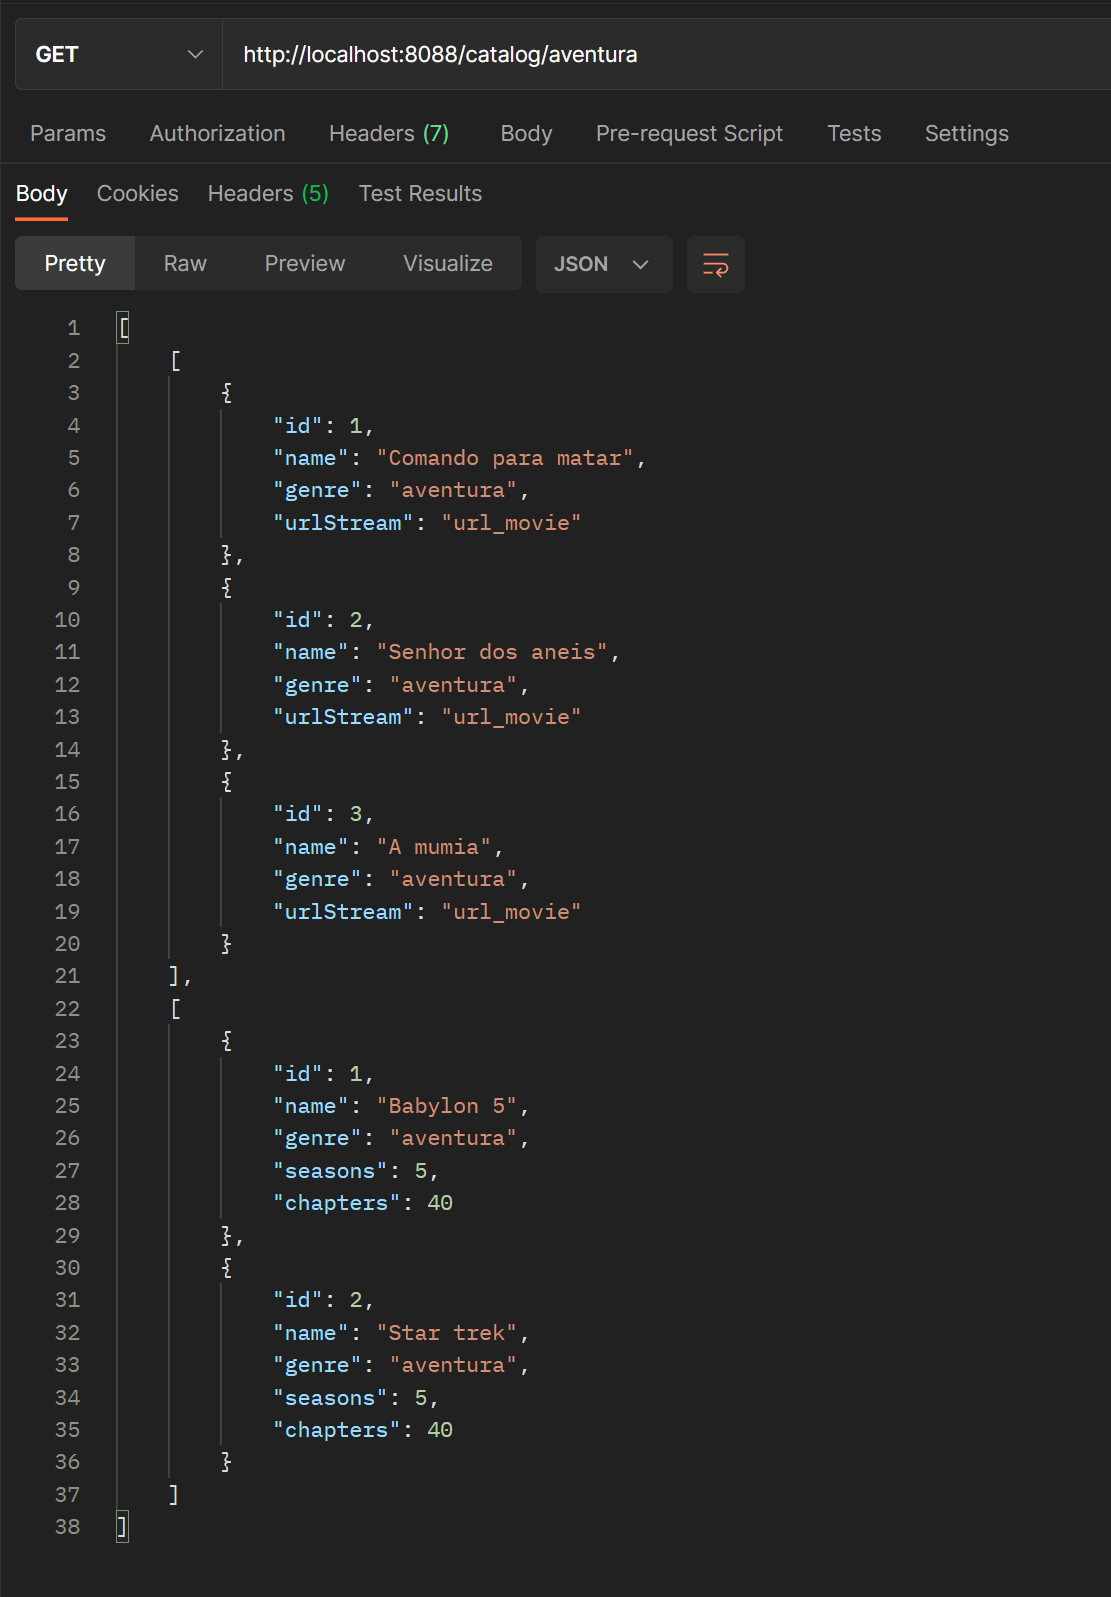 GET http://localhost:8088/catalog/aventura
Params Authorization Headers (7) Body Pre-request Script Tests Settings
Body Cookies Headers (5) Test Results
Pretty Raw Preview Visualize JSON
1 [
2 [
3 {
4 "id": 1,
5 "name": "Comando para matar",
6 "genre": "aventura",
7 "urlStream": "url_movie"
8 },
9 {
10 "id": 2,
11 "name": "Senhor dos aneis",
12 "genre": "aventura",
13 "urlStream": "url_movie"
14 },
15 {
16 "id": 3,
17 "name": "A mumia",
18 "genre": "aventura",
19 "urlStream": "url_movie"
20 }
21 ],
22 [
23 {
24 "id": 1,
25 "name": "Babylon 5",
26 "genre": "aventura",
27 "seasons": 5,
28 "chapters": 40
29 },
30 {
31 "id": 2,
32 "name": "Star trek",
33 "genre": "aventura",
34 "seasons": 5,
35 "chapters": 40
36 }
37 ]
38 ]